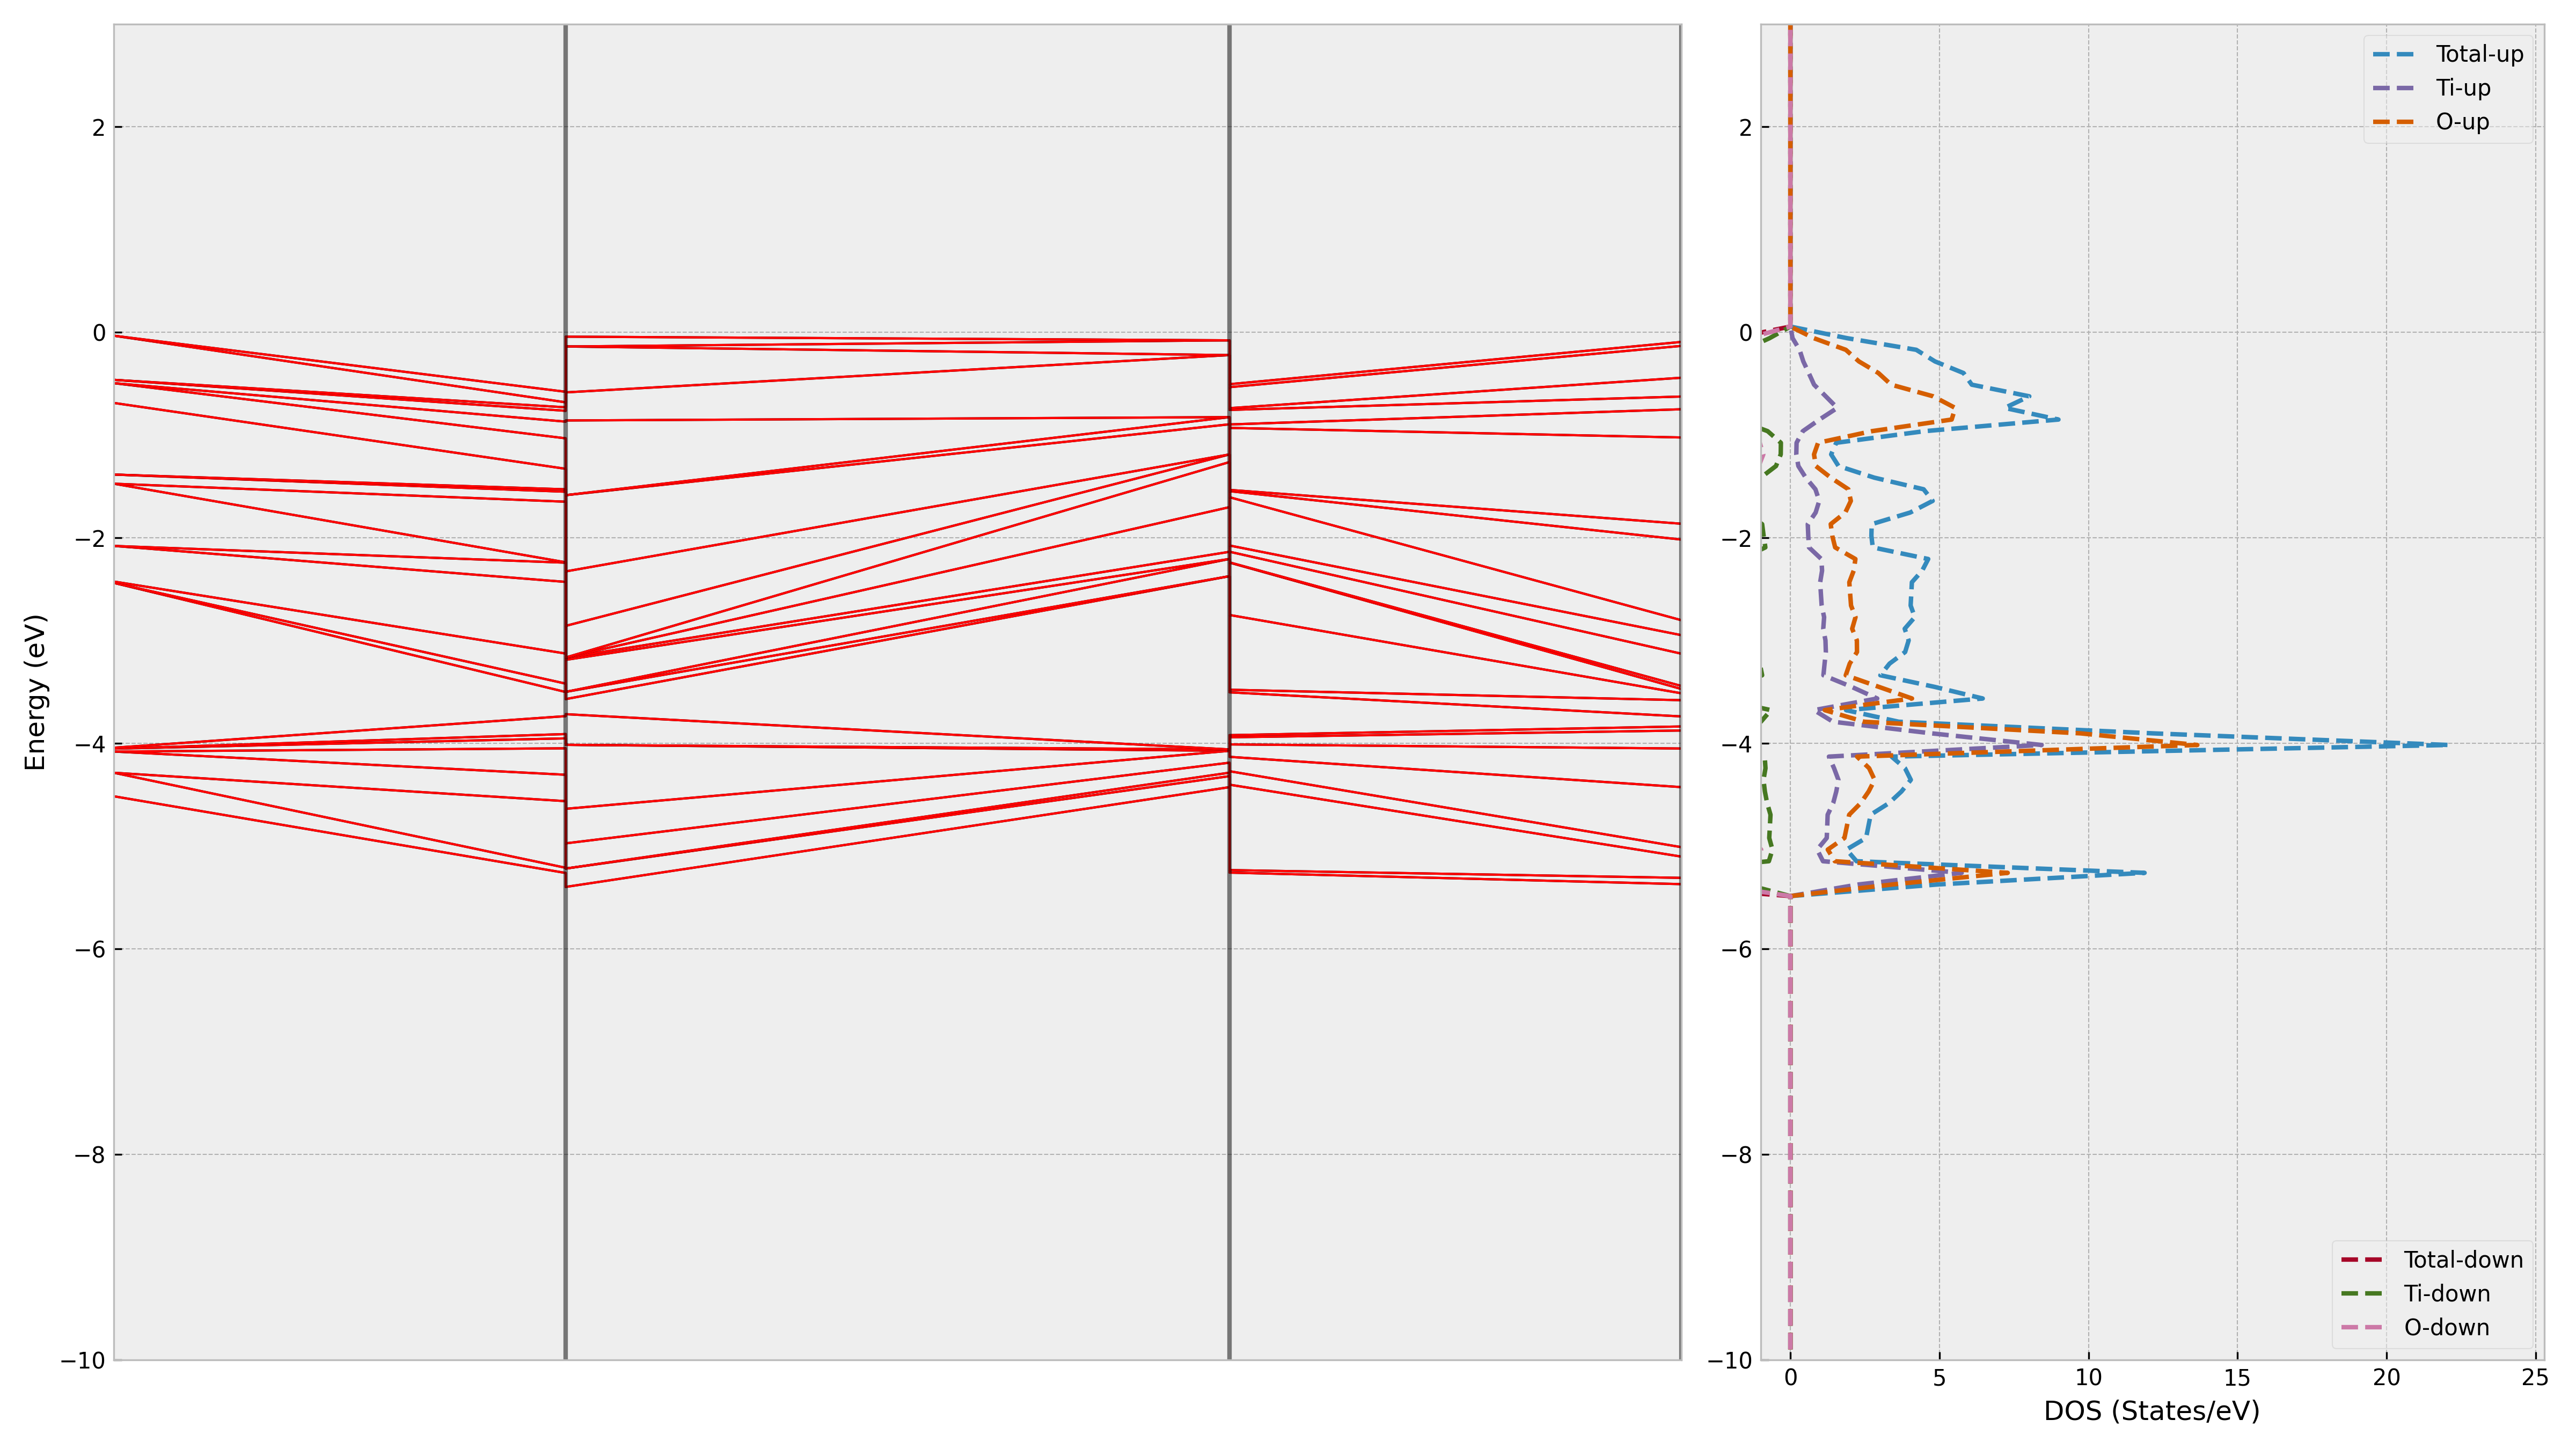 Energy (eV)
2
0
−2
−4
−6
−8
−10
2
0
−2
−4
−6
−8
−10
Total-up
Ti-up
O-up
Total-down
Ti-down
O-down
0 5 10 15 20 25
DOS (States/eV)